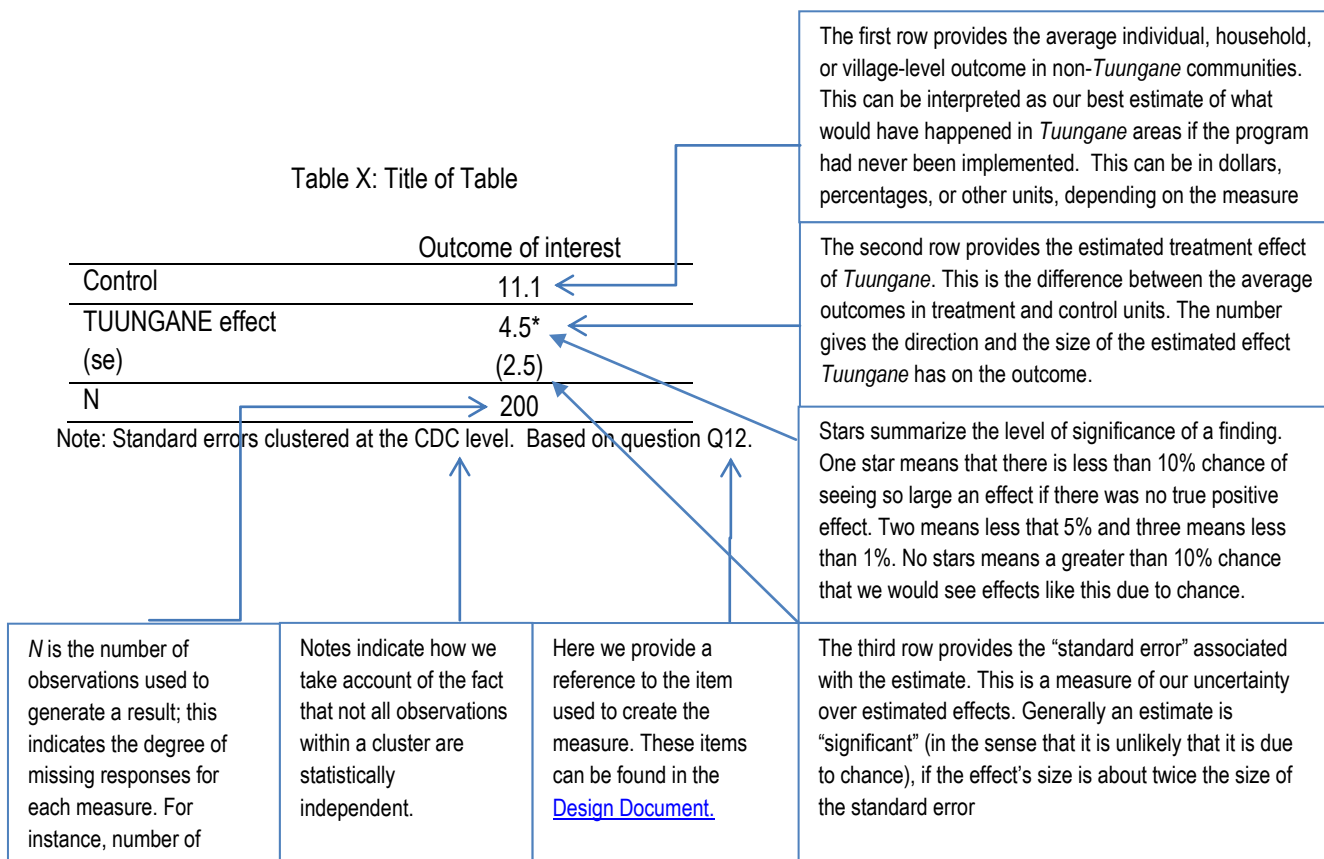 Table X: Title of Table
Outcome of interest
Control 11.1
TUUNGANE effect 4.5*
(se) (2.5)
N 200
Note: Standard errors clustered at the CDC level. Based on question Q12.
The first row provides the average individual, household,
or village-level outcome in non-Tuungane communities.
This can be interpreted as our best estimate of what
would have happened in Tuungane areas if the program
had never been implemented. This can be in dollars,
percentages, or other units, depending on the measure
The second row provides the estimated treatment effect
of Tuungane. This is the difference between the average
outcomes in treatment and control units. The number
gives the direction and the size of the estimated effect
Tuungane has on the outcome.
Stars summarize the level of significance of a finding.
One star means that there is less than 10% chance of
seeing so large an effect if there was no true positive
effect. Two means less that 5% and three means less
than 1%. No stars means a greater than 10% chance
that we would see effects like this due to chance.
N is the number of
observations used to
generate a result; this
indicates the degree of
missing responses for
each measure. For
instance, number of
Notes indicate how we
take account of the fact
that not all observations
within a cluster are
statistically
independent.
Here we provide a
reference to the item
used to create the
measure. These items
can be found in the
Design Document.
The third row provides the “standard error” associated
with the estimate. This is a measure of our uncertainty
over estimated effects. Generally an estimate is
“significant” (in the sense that it is unlikely that it is due
to chance), if the effect’s size is about twice the size of
the standard error